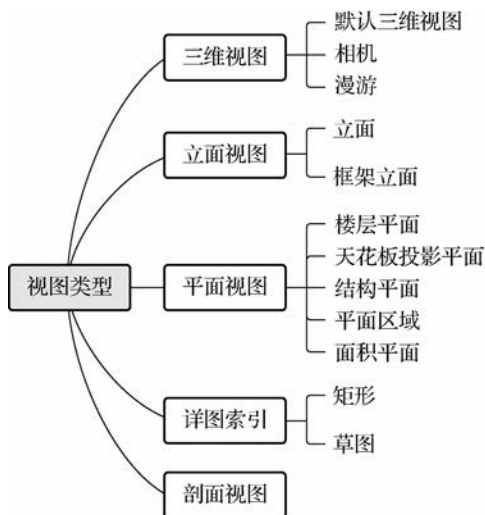 视图类型
三维视图
默认三维视图
相机
漫游
立面视图
立面
框架立面
平面视图
楼层平面
天花板投影平面
结构平面
平面区域
面积平面
详图索引
矩形
草图
剖面视图